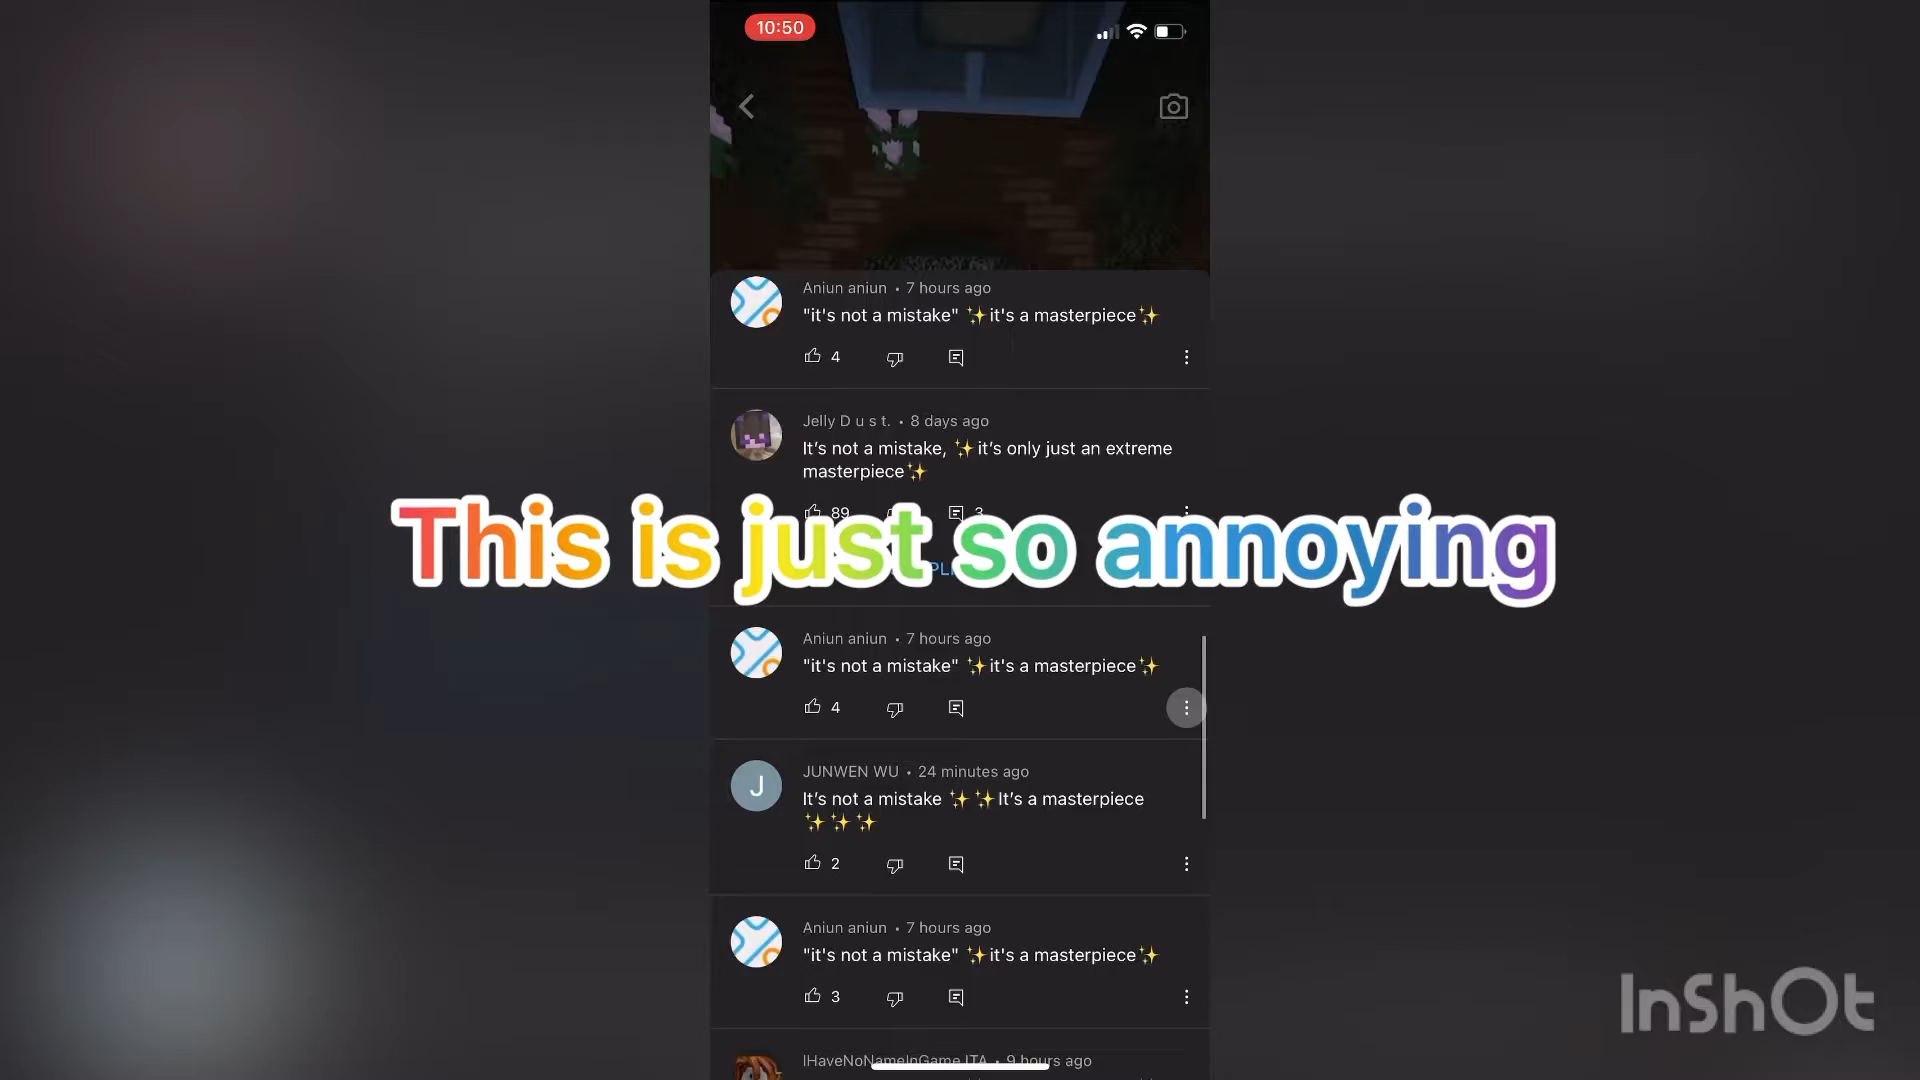 10:50
Aniun aniun • 7 hours ago
"it's not a mistake" ✨it's a masterpiece✨
4
Jelly D u s t. • 8 days ago
It's not a mistake, ✨it's only just an extreme
masterpiece✨
89 3
This is just so annoying
Aniun aniun • 7 hours ago
"it's not a mistake" ✨it's a masterpiece✨
4
J
JUNWEN WU • 24 minutes ago
It's not a mistake ✨✨It's a masterpiece
✨✨✨
2
Aniun aniun • 7 hours ago
"it's not a mistake" ✨it's a masterpiece✨
3
IHaveNoNameInGame ITA • 9 hours ago
InShOt